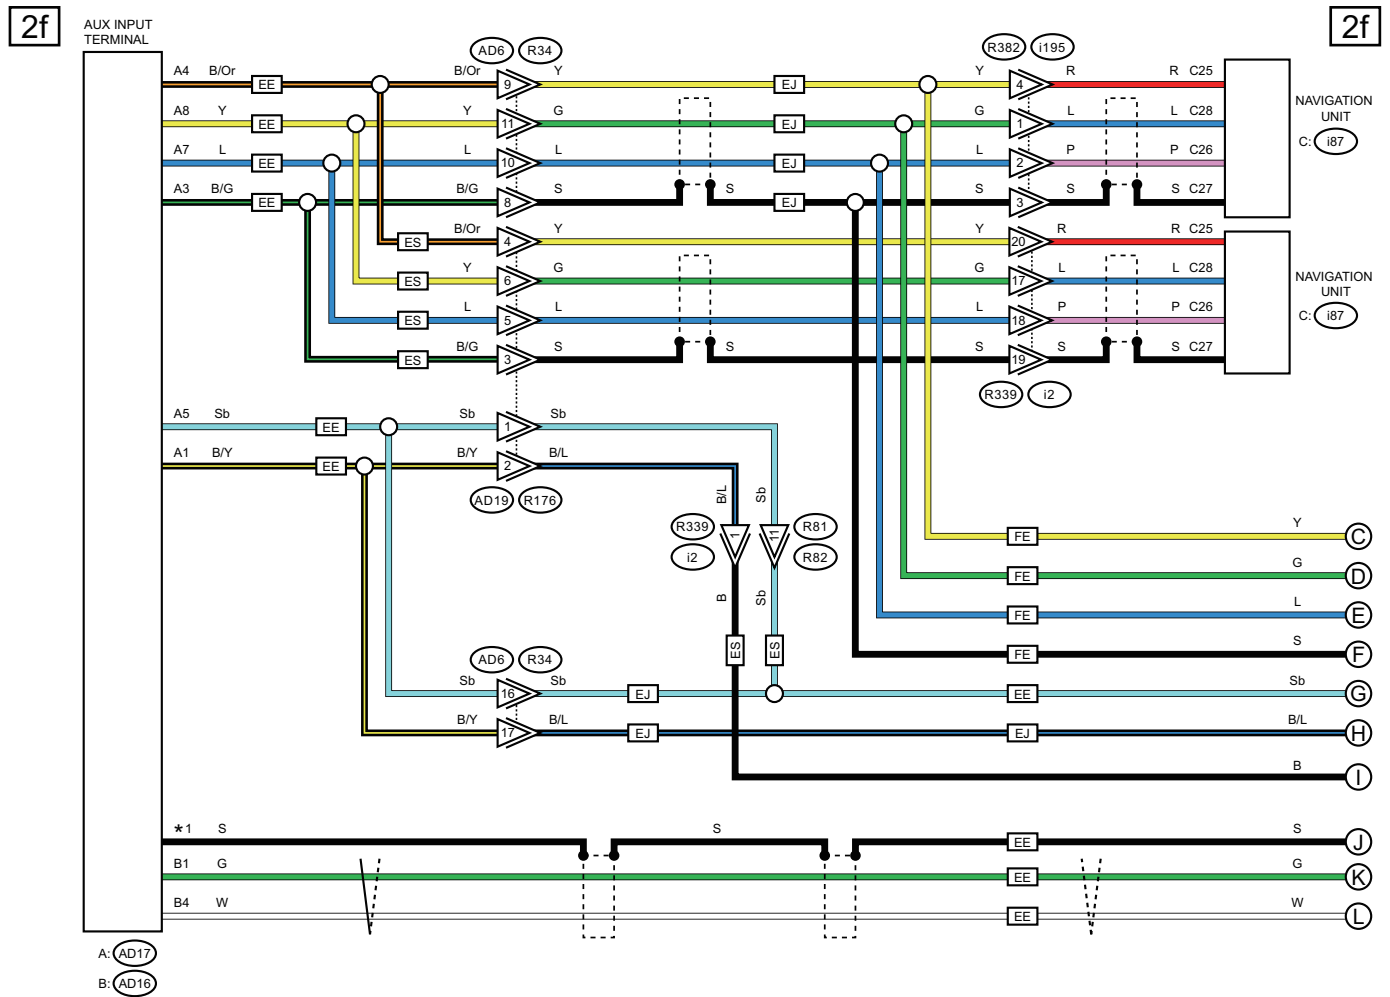 2f
AUX INPUT
TERMINAL
2f
AD6 R34 R382 i195
A4 B/Or EE B/Or 9 Y EJ Y 4 R R C25
A8 Y EE Y 11 G EJ G 1 L L C28
NAVIGATION
UNIT
C: i87
A7 L EE L 10 L EJ L 2 P P C26
A3 B/G EE B/G 8 S S EJ S 3 S S C27
ES B/Or 4 Y Y 20 R R C25
ES Y 6 G G 17 L L C28
NAVIGATION
UNIT
C: i87
ES L 5 L L 18 P P C26
ES B/G 3 S S S 19 S S C27
R339 i2
A5 Sb EE Sb 1 Sb
A1 B/Y EE B/Y 2 B/L
AD19 R176
B/L Sb
R339 1 11 R81
i2 R82
Y
FE C
G
FE D
B Sb
L
FE E
ES ES
S
FE F
AD6 R34
Sb 16 Sb EJ EE Sb G
B/Y 17 B/L EJ EJ B/L H
B I
*1 S S EE S J
B1 G EE G K
B4 W EE W L
A: AD17
B: AD16